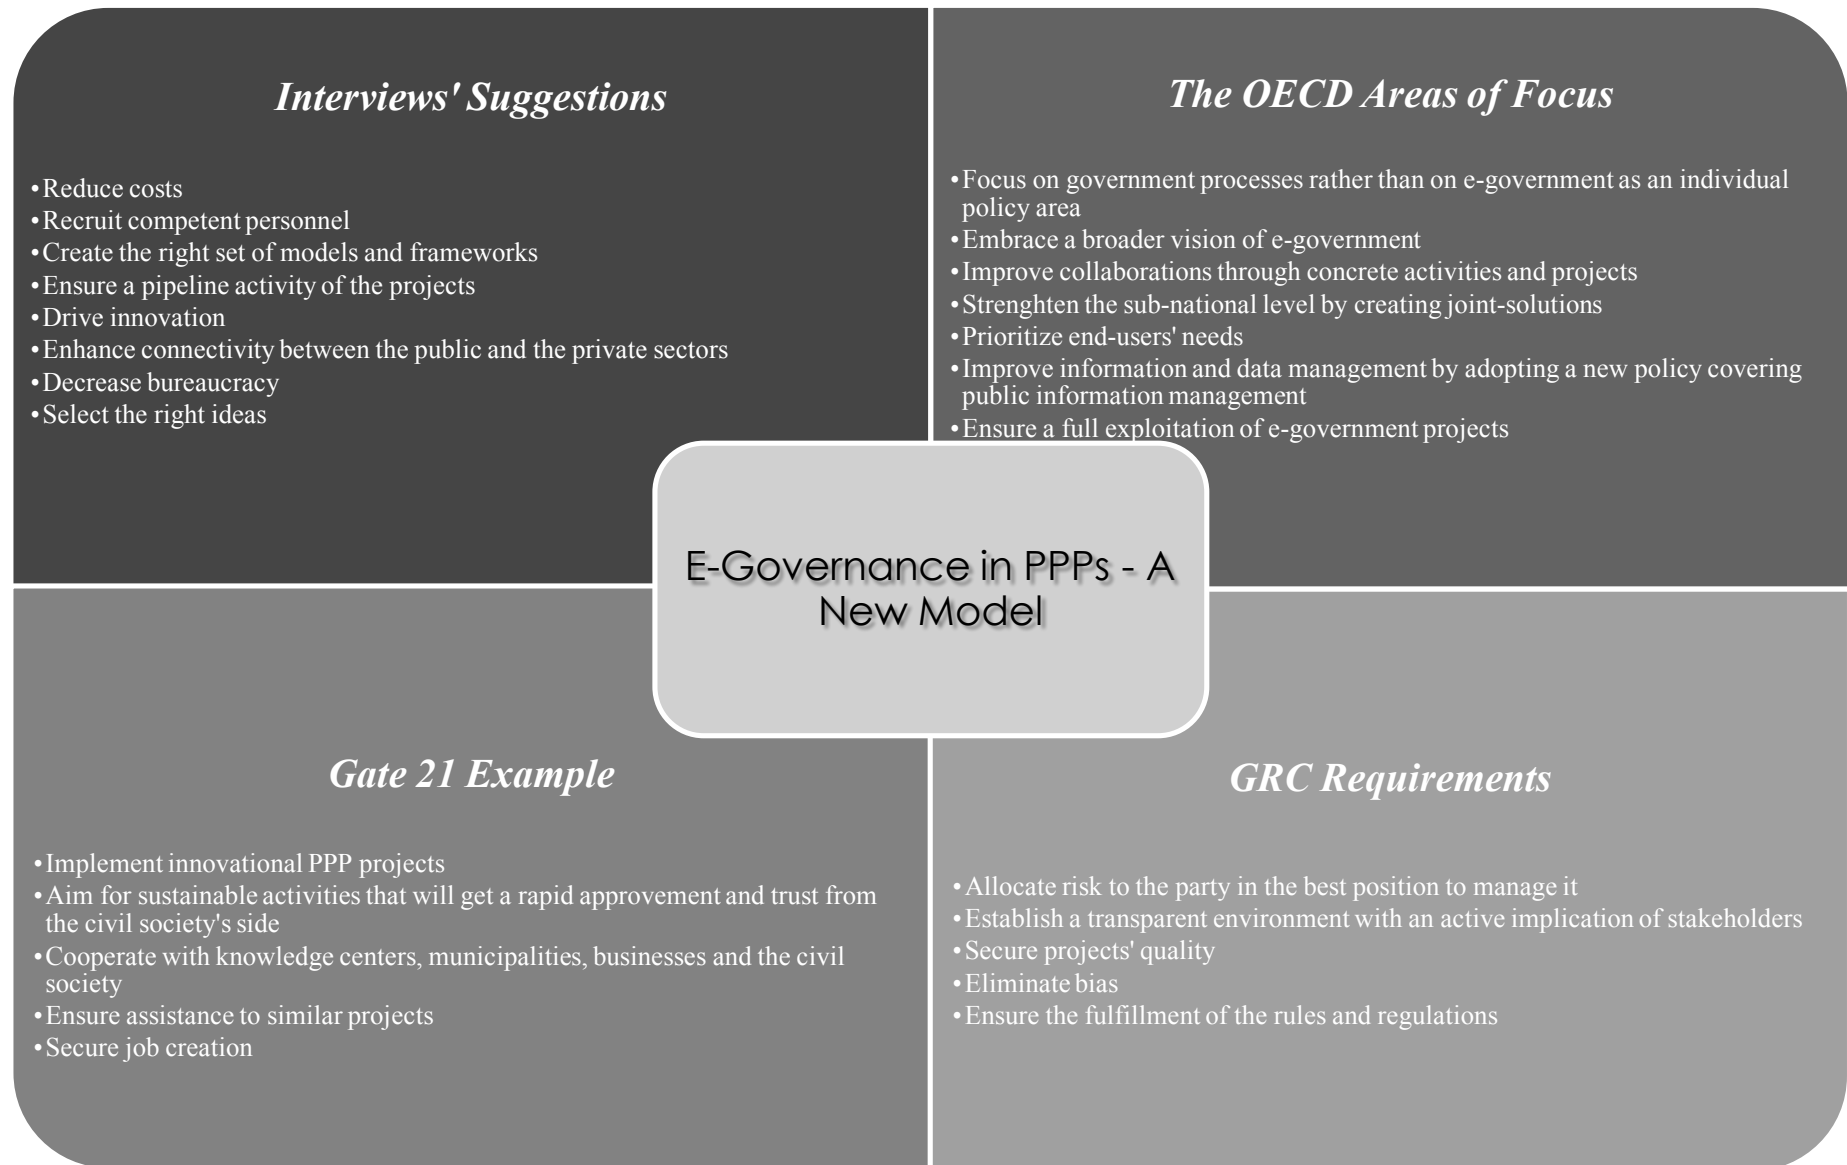 Interviews' Suggestions
•Reduce costs
•Recruit competent personnel
•Create the right set of models and frameworks
•Ensure a pipeline activity of the projects
•Drive innovation
•Enhance connectivity between the public and the private sectors
•Decrease bureaucracy
•Select the right ideas
The OECD Areas of Focus
•Focus on government processes rather than on e-government as an individual
policy area
•Embrace a broader vision of e-government
•Improve collaborations through concrete activities and projects
•Strenghten the sub-national level by creating joint-solutions
•Prioritize end-users' needs
•Improve information and data management by adopting a new policy covering
public information management
•Ensure a full exploitation of e-government projects
E-Governance in PPPs - A
New Model
Gate 21 Example
•Implement innovational PPP projects
•Aim for sustainable activities that will get a rapid approvement and trust from
the civil society's side
•Cooperate with knowledge centers, municipalities, businesses and the civil
society
•Ensure assistance to similar projects
•Secure job creation
GRC Requirements
•Allocate risk to the party in the best position to manage it
•Establish a transparent environment with an active implication of stakeholders
•Secure projects' quality
•Eliminate bias
•Ensure the fulfillment of the rules and regulations